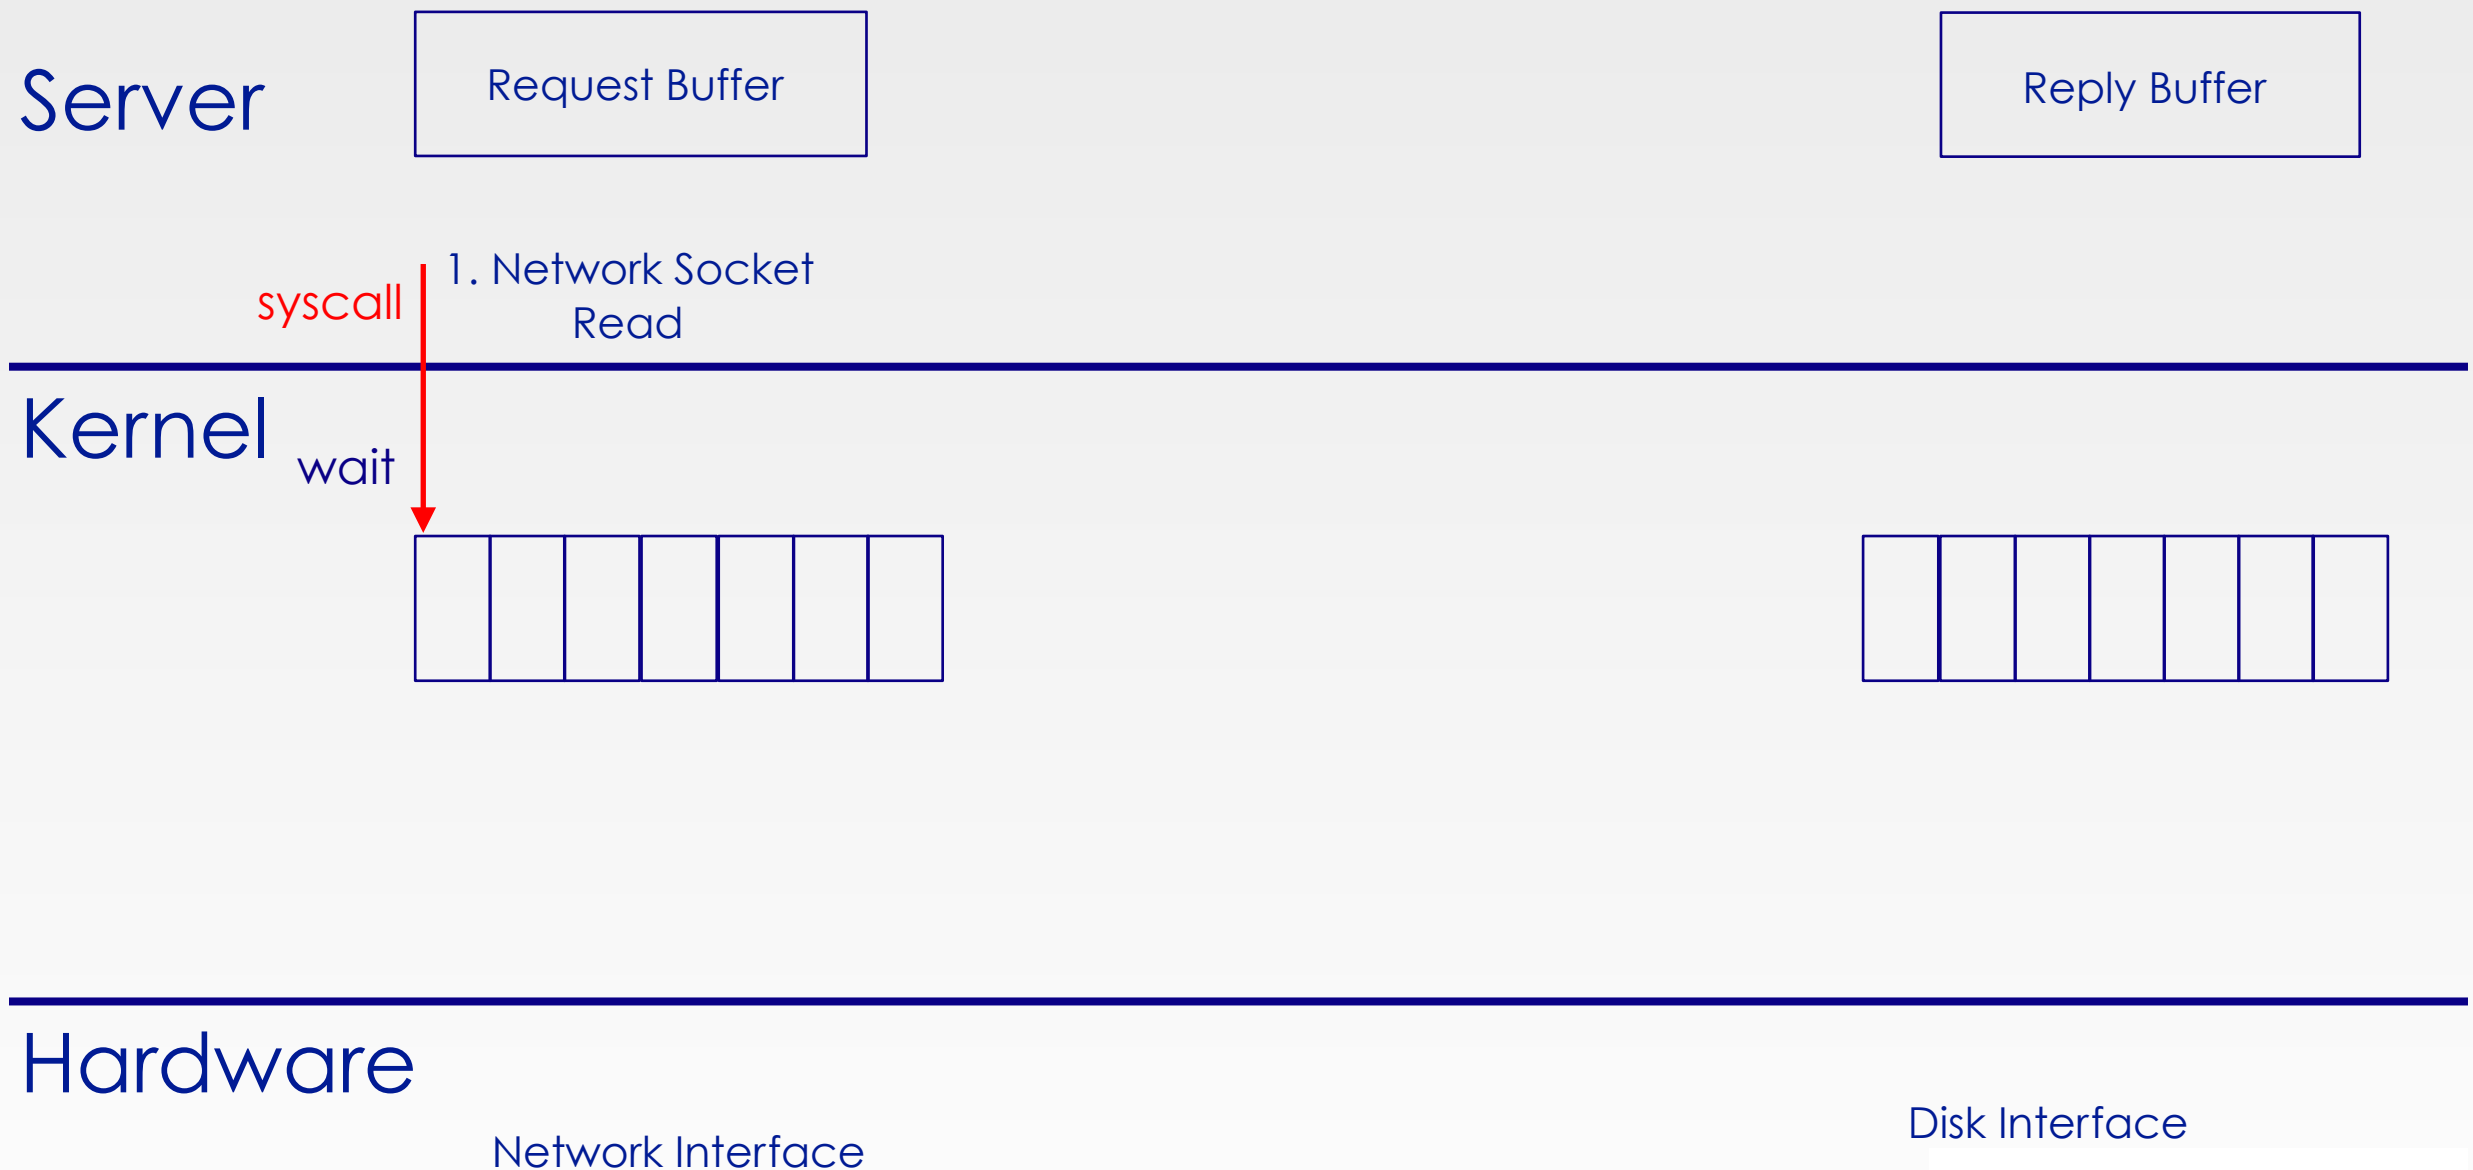 Server
Request Buffer
Reply Buffer
syscall
1. Network Socket
Read
Kernel
wait
Hardware
Network Interface
Disk Interface